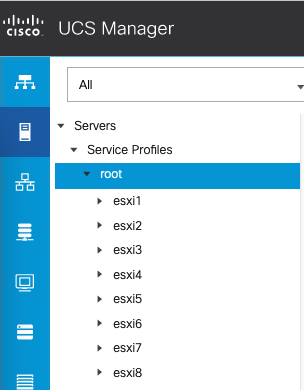 CISCO UCS Manager
All
Servers
Service Profiles
root
esxi1
esxi2
esxi3
esxi4
esxi5
esxi6
esxi7
esxi8